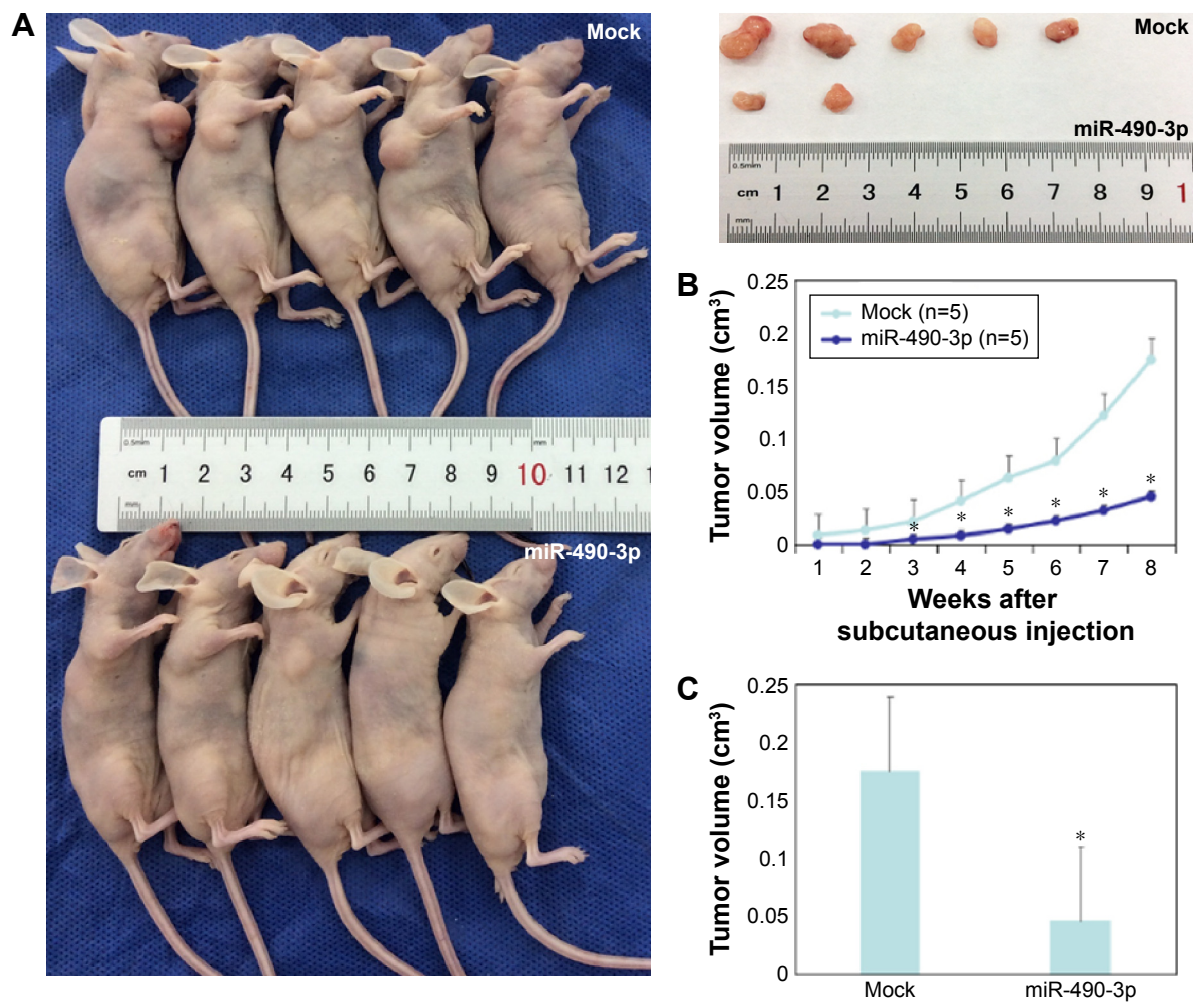 A
Mock
0.5mm
mm
cm 1 2 3 4 5 6 7 8 9 10 11 12 1
mm
miR-490-3p
Mock
miR-490-3p
0.5mm
cm 1 2 3 4 5 6 7 8 9 1
mm
B
Tumor volume (cm³)
0.25
0.2
0.15
0.1
0.05
0
Mock (n=5)
miR-490-3p (n=5)
* * * * * *
1 2 3 4 5 6 7 8
Weeks after
subcutaneous injection
C
Tumor volume (cm³)
0.25
0.2
0.15
0.1
0.05
0
*
Mock miR-490-3p